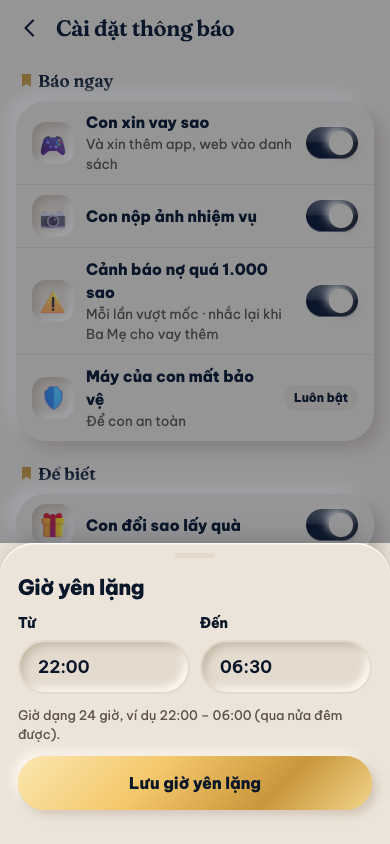 Cài đặt thông báo
Báo ngay
Con xin vay sao
Và xin thêm app, web vào danh
sách
Con nộp ảnh nhiệm vụ
Cảnh báo nợ quá 1.000
sao
Mỗi lần vượt mốc · nhắc lại khi
Ba Mẹ cho vay thêm
Máy của con mất bảo
vệ
Để con an toàn
Luôn bật
Để biết
Con đổi sao lấy quà
Giờ yên lặng
Từ
Đến
22:00
06:30
Giờ dạng 24 giờ, ví dụ 22:00 – 06:00 (qua nửa đêm
được).
Lưu giờ yên lặng